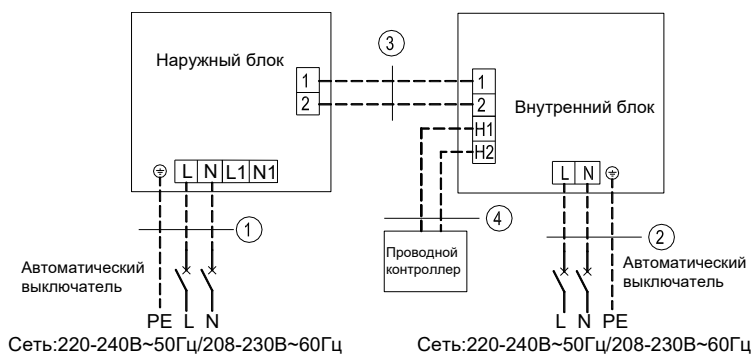 Наружный блок
1
2
L N L1 N1
3
Внутренний блок
1
2
H1
H2
L N
1
Автоматический
выключатель
PE L N
Сеть:220-240В~50Гц/208-230В~60Гц
4
Проводной
контроллер
2
Автоматический
выключатель
L N PE
Сеть:220-240В~50Гц/208-230В~60Гц